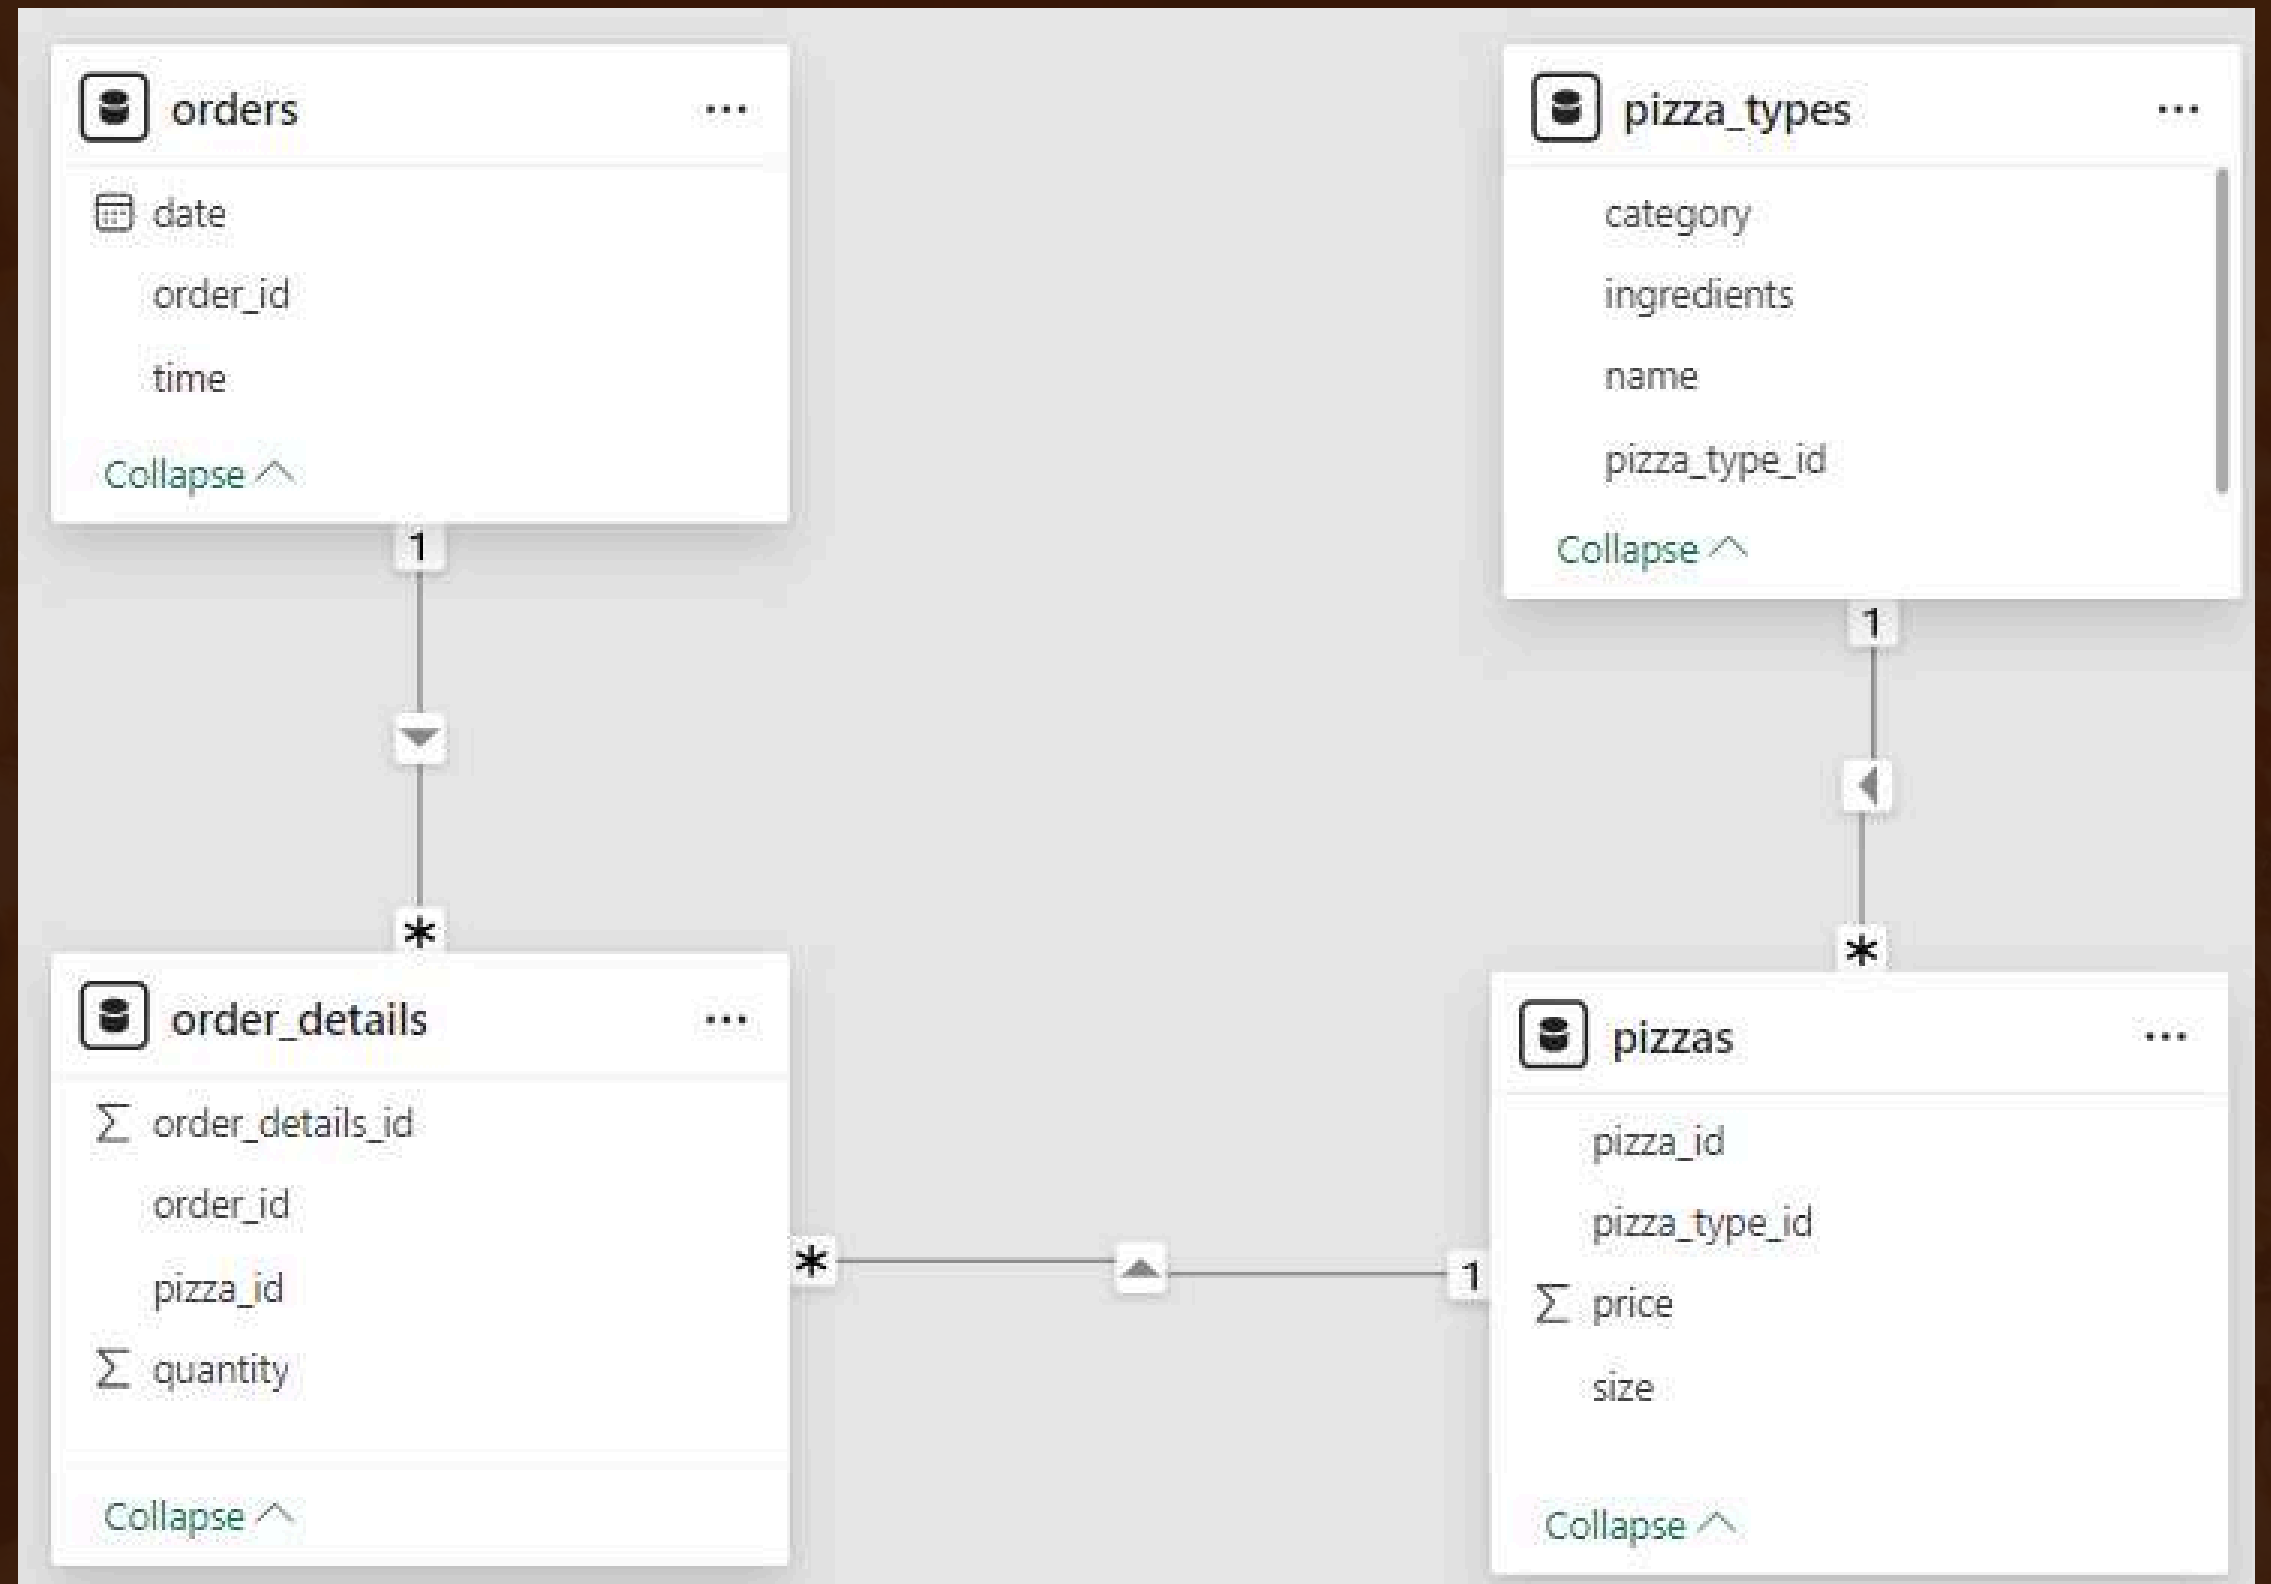 orders ...
date
order_id
time
Collapse
1
*
pizza_types ...
category
ingredients
name
pizza_type_id
Collapse
1
*
order_details ...
Σ order_details_id
order_id
pizza_id
Σ quantity
Collapse
* 1
pizzas ...
pizza_id
pizza_type_id
Σ price
size
Collapse